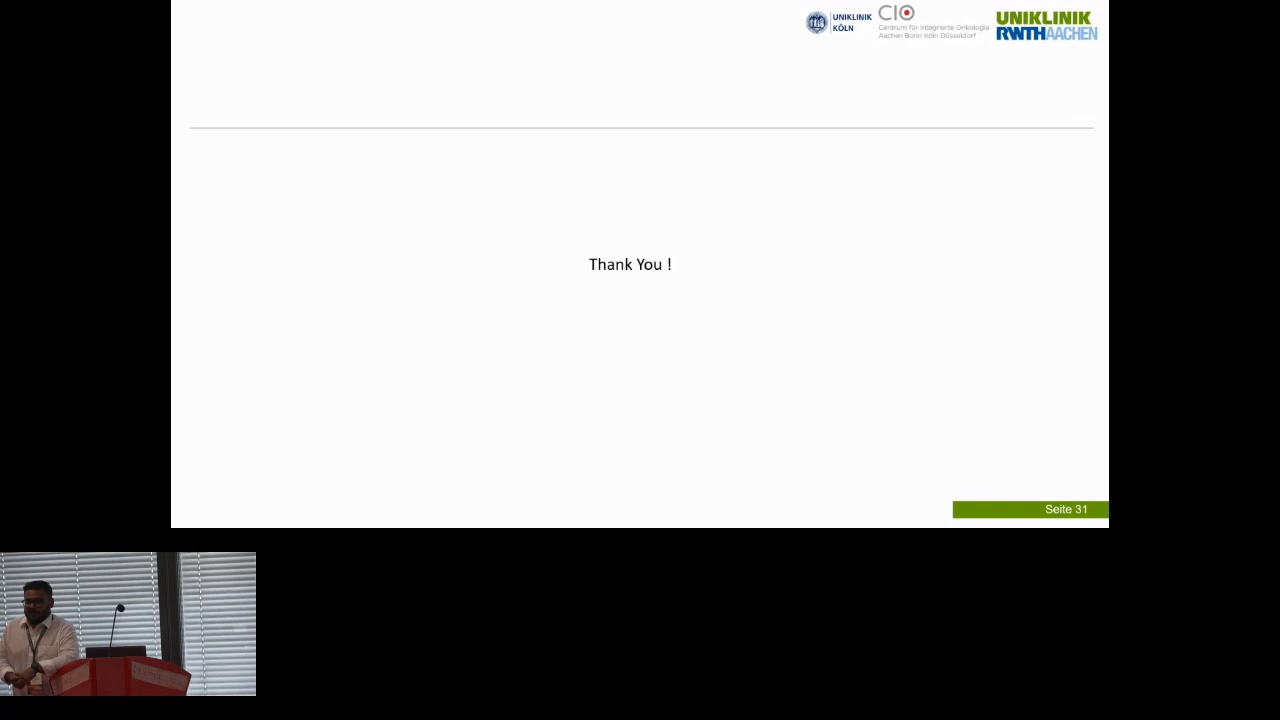 UNIKLINIK
KÖLN
CIO
Centrum für Integrierte Onkologie
Aachen Bonn Köln Düsseldorf
UNIKLINIK
RWTHAACHEN
Thank You !
Seite 31